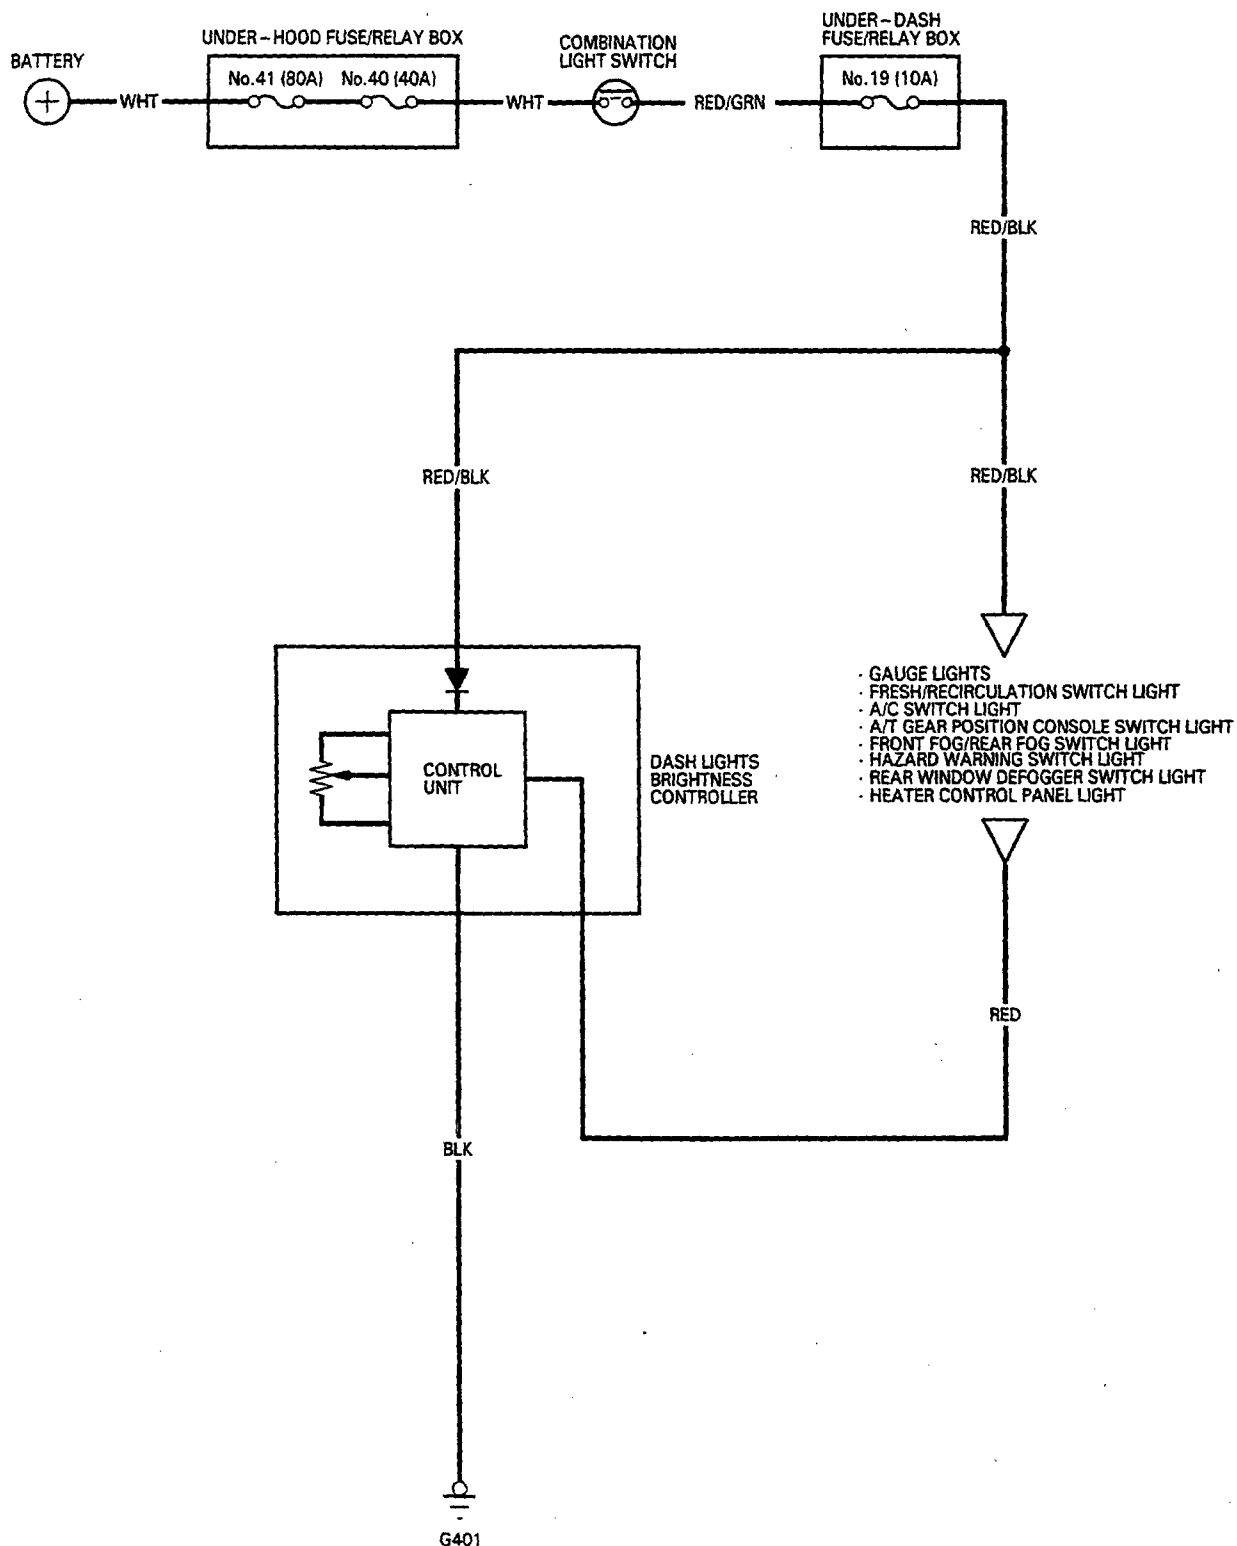 UNDER-DASH
FUSE/RELAY BOX
UNDER-HOOD FUSE/RELAY BOX
COMBINATION
LIGHT SWITCH
BATTERY
No.41 (80A) No.40 (40A)
No.19 (10A)
WHT
WHT
RED/GRN
RED/BLK
RED/BLK
RED/BLK
· GAUGE LIGHTS
· FRESH/RECIRCULATION SWITCH LIGHT
· A/C SWITCH LIGHT
· A/T GEAR POSITION CONSOLE SWITCH LIGHT
· FRONT FOG/REAR FOG SWITCH LIGHT
· HAZARD WARNING SWITCH LIGHT
· REAR WINDOW DEFOGGER SWITCH LIGHT
· HEATER CONTROL PANEL LIGHT
CONTROL
UNIT
DASH LIGHTS
BRIGHTNESS
CONTROLLER
RED
BLK
G401